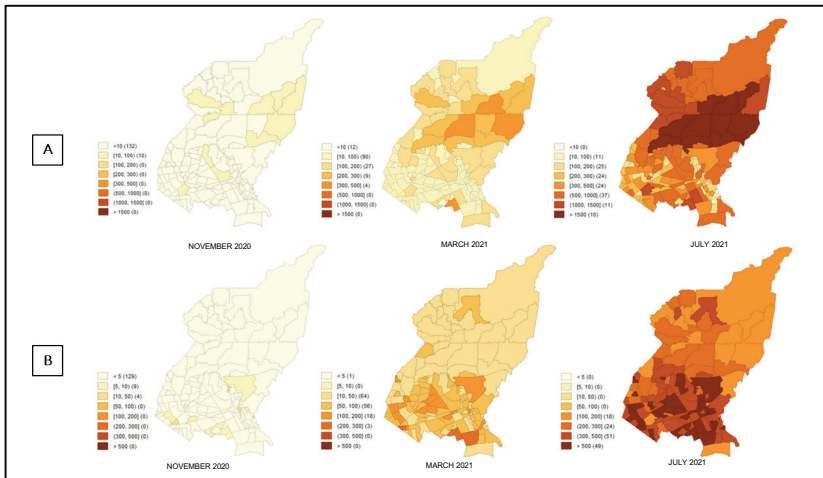 A
<10 (132)
[10, 100) (10)
[100, 200) (0)
[200, 300) (0)
[300, 500] (0)
(500, 1000] (0)
(1000, 1500] (0)
> 1500 (0)
NOVEMBER 2020
<10 (12)
[10, 100) (90)
[100, 200) (27)
[200, 300) (9)
[300, 500] (4)
(500, 1000] (0)
(1000, 1500] (0)
> 1500 (0)
MARCH 2021
<10 (0)
[10, 100) (11)
[100, 200) (25)
[200, 300) (24)
[300, 500] (24)
(500, 1000] (37)
(1000, 1500] (11)
> 1500 (10)
JULY 2021
B
< 5 (129)
[5, 10) (9)
[10, 50) (4)
[50, 100) (0)
[100, 200] (0)
(200, 300] (0)
(300, 500] (0)
> 500 (0)
NOVEMBER 2020
< 5 (1)
[5, 10) (0)
[10, 50) (64)
[50, 100) (56)
[100, 200] (18)
(200, 300] (3)
(300, 500] (0)
> 500 (0)
MARCH 2021
< 5 (0)
[5, 10) (0)
[10, 50) (0)
[50, 100) (0)
[100, 200] (18)
(200, 300] (24)
(300, 500] (51)
> 500 (49)
JULY 2021